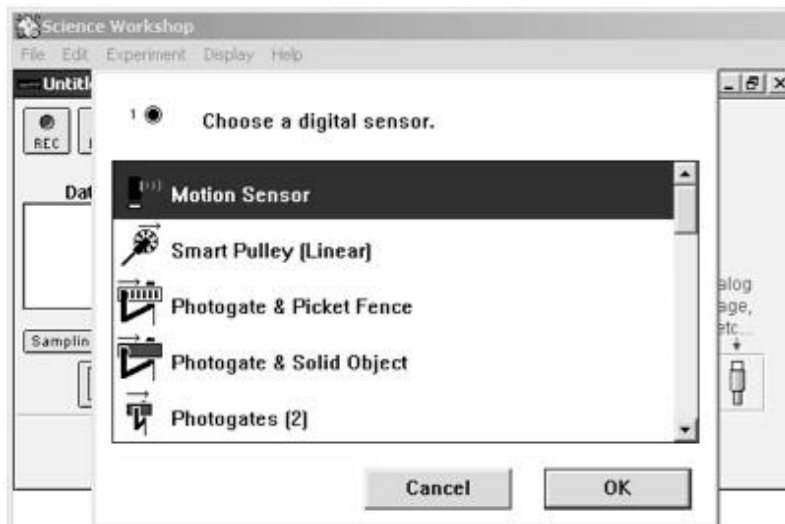 Science Workshop
File Edit Experiment Display Help
Untitl
REC
1 Choose a digital sensor.
Dat
Motion Sensor
Smart Pulley (Linear)
Photogate & Picket Fence
Photogate & Solid Object
Photogates (2)
alog
age,
etc...
Samplin
Cancel OK